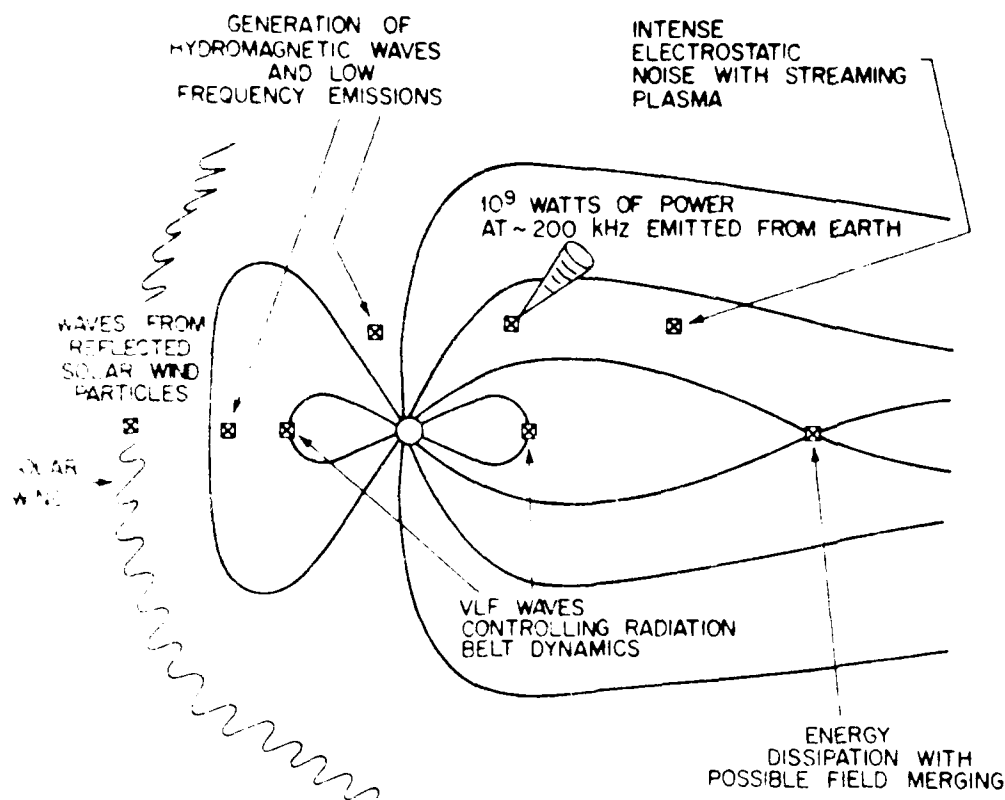 GENERATION OF
HYDROMAGNETIC WAVES
AND LOW
FREQUENCY EMISSIONS
INTENSE
ELECTROSTATIC
NOISE WITH STREAMING
PLASMA
10⁹ WATTS OF POWER
AT ~ 200 kHz EMITTED FROM EARTH
WAVES FROM
REFLECTED
SOLAR WIND
PARTICLES
SOLAR
WIND
VLF WAVES
CONTROLLING RADIATION
BELT DYNAMICS
ENERGY
DISSIPATION WITH
POSSIBLE FIELD MERGING